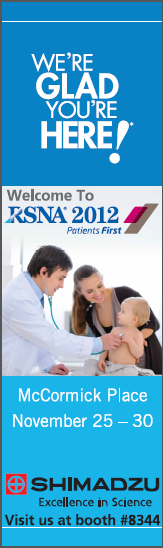 WE'RE
GLAD
YOU'RE
HERE!*
Welcome To
RSNA® 2012
Patients First
McCormick Place
November 25 – 30
SHIMADZU
Excellence in Science
Visit us at booth #8344